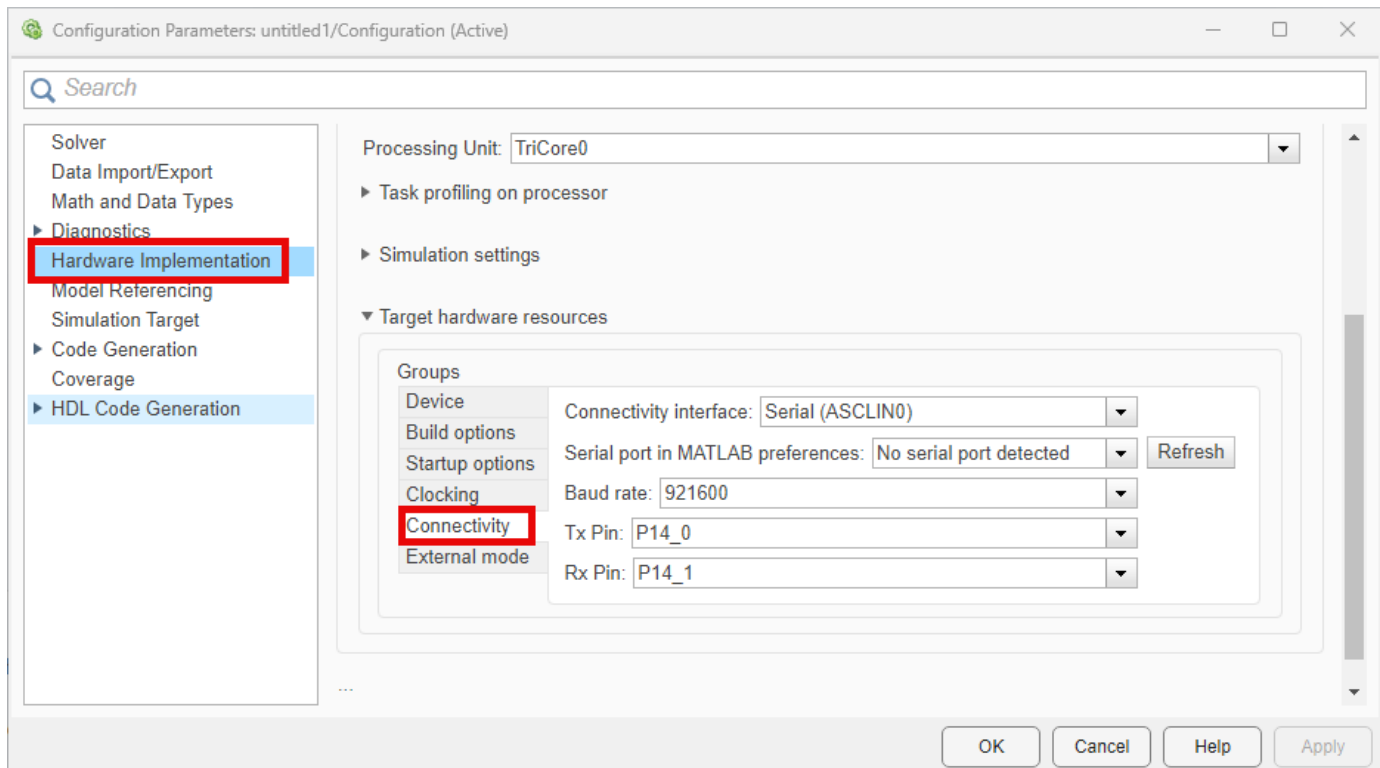 Configuration Parameters: untitled1/Configuration (Active)
Search
Solver
Data Import/Export
Math and Data Types
Diagnostics
Hardware Implementation
Model Referencing
Simulation Target
Code Generation
Coverage
HDL Code Generation
Processing Unit: TriCore0
Task profiling on processor
Simulation settings
Target hardware resources
Groups
Device
Build options
Startup options
Clocking
Connectivity
External mode
Connectivity interface: Serial (ASCLIN0)
Serial port in MATLAB preferences: No serial port detected Refresh
Baud rate: 921600
Tx Pin: P14_0
Rx Pin: P14_1
...
OK Cancel Help Apply